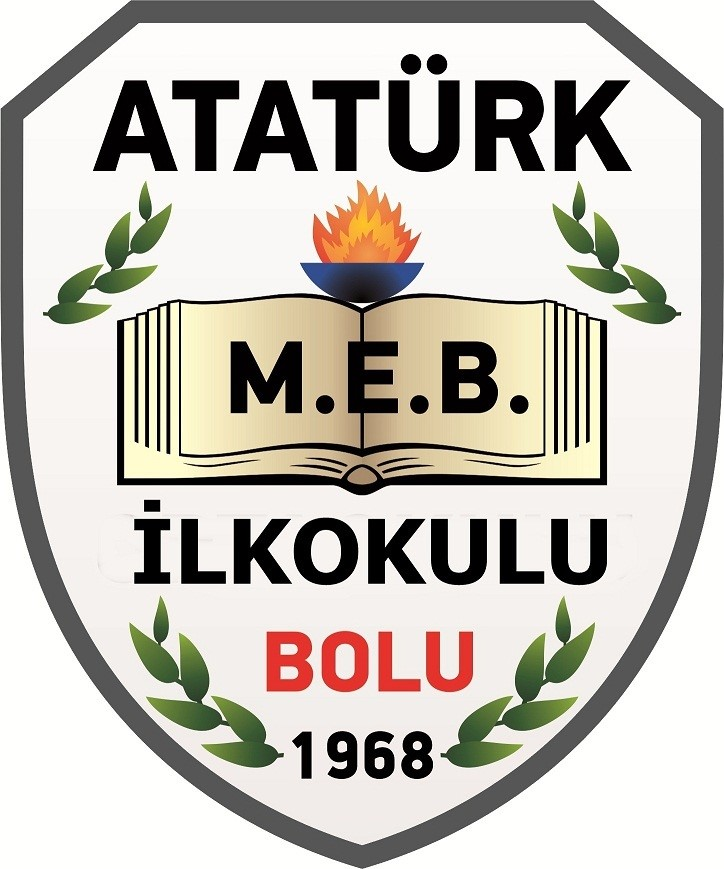 ATATÜRK
M.E.B.
İLKOKULU
BOLU
1968